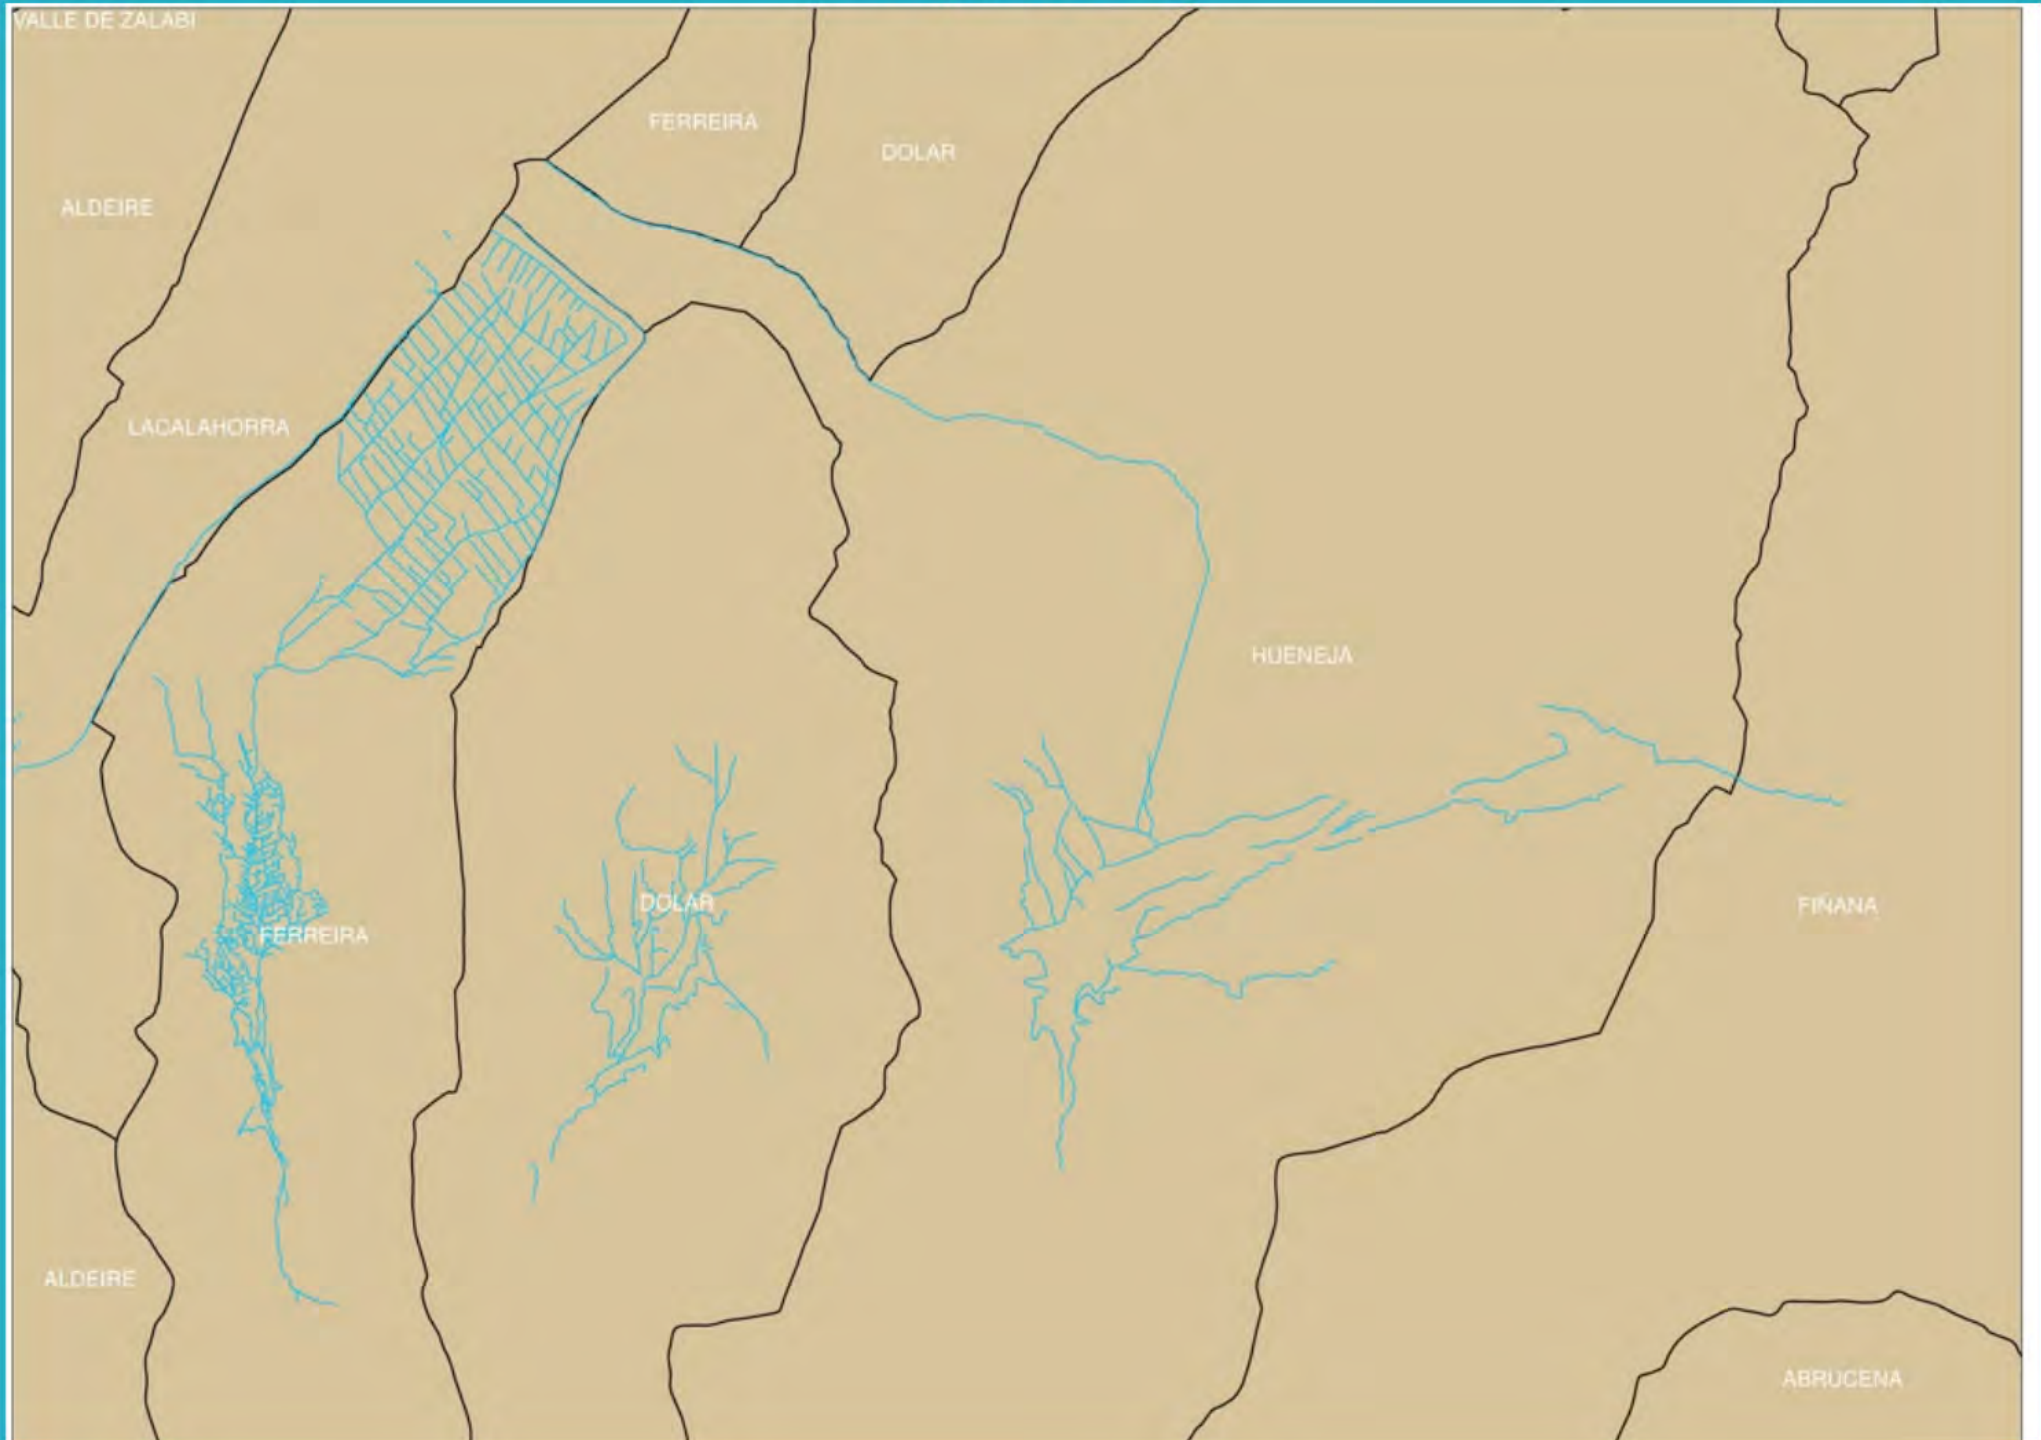 VALLE DE ZALABI
FERREIRA
DOLAR
ALDEIRE
LACALAHORRA
HUENEJA
DOLAR
FIÑANA
FERREIRA
ALDEIRE
ABRUCENA